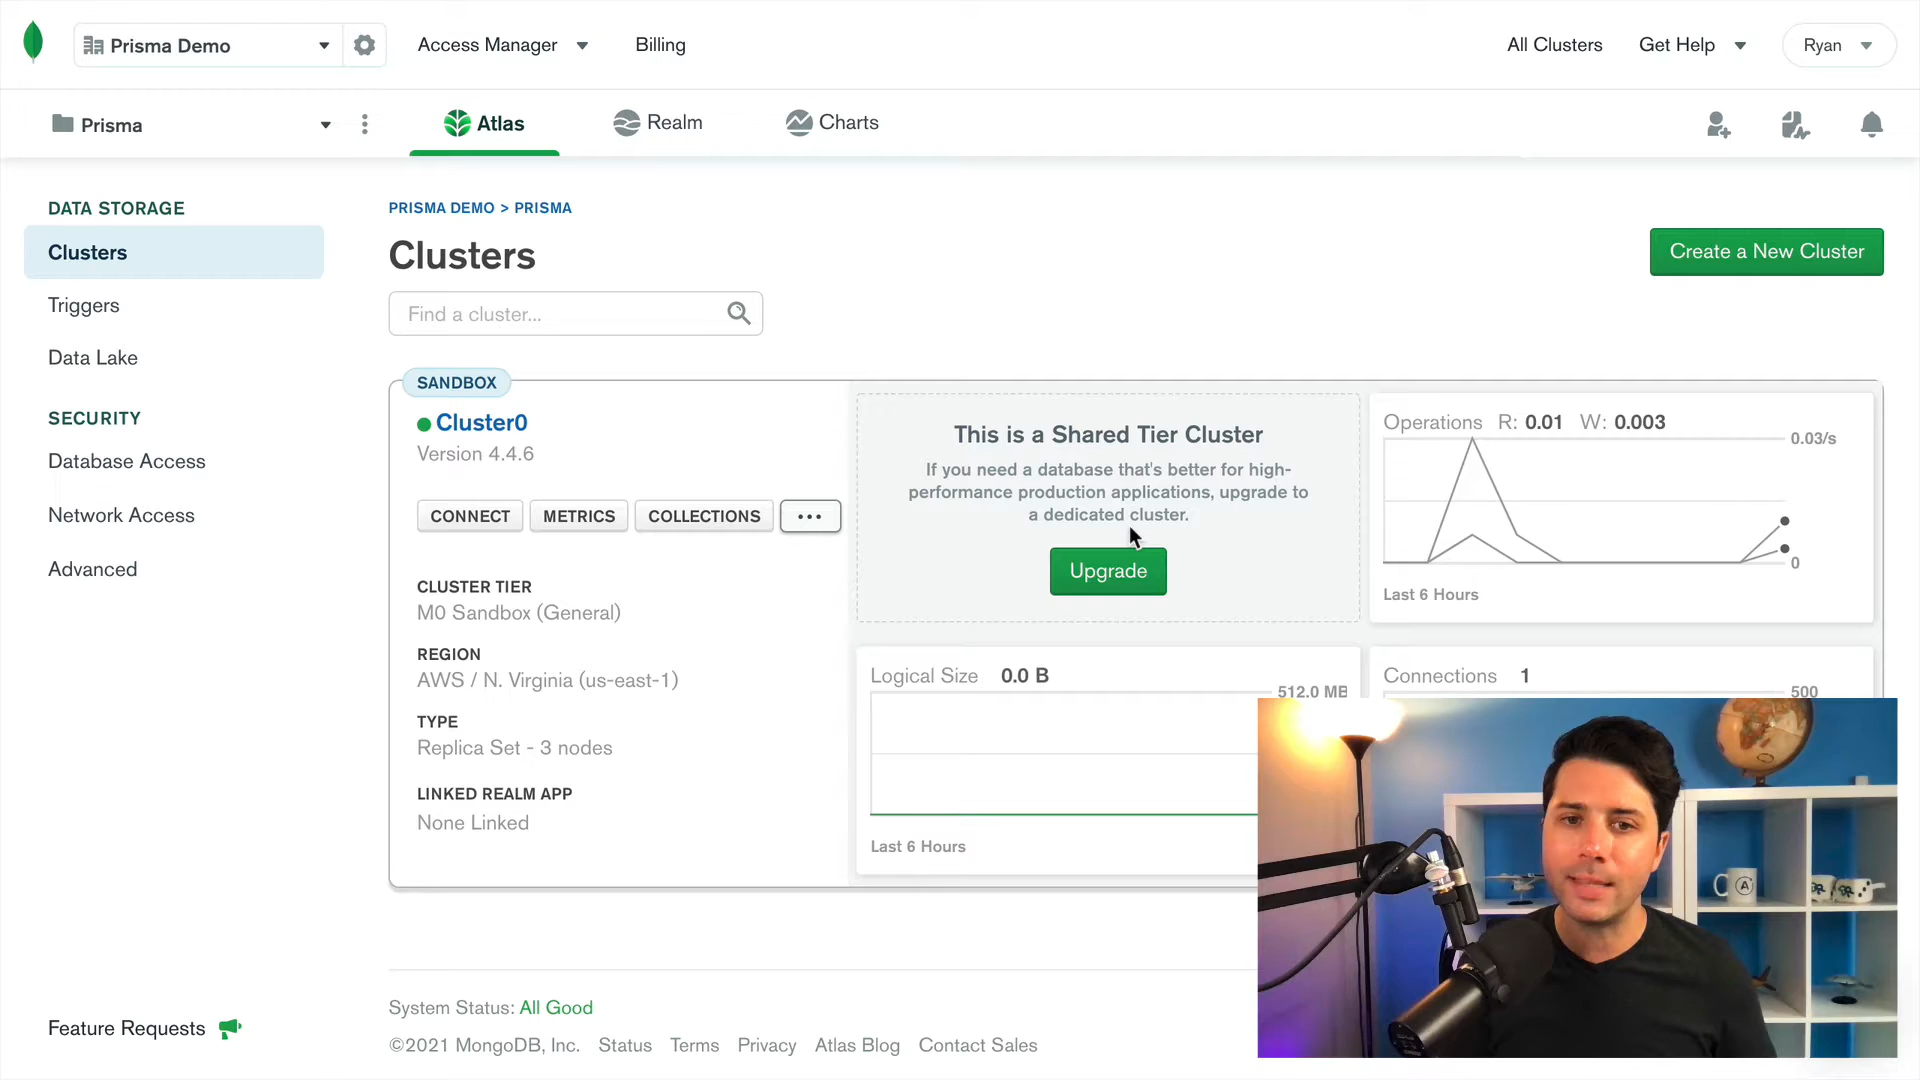 Prisma Demo
Access Manager
Billing
All Clusters
Get Help
Ryan
Prisma
Atlas
Realm
Charts
DATA STORAGE
Clusters
Triggers
Data Lake
SECURITY
Database Access
Network Access
Advanced
Feature Requests
PRISMA DEMO > PRISMA
Clusters
Create a New Cluster
Find a cluster...
SANDBOX
Cluster0
Version 4.4.6
CONNECT
METRICS
COLLECTIONS
...
CLUSTER TIER
M0 Sandbox (General)
REGION
AWS / N. Virginia (us-east-1)
TYPE
Replica Set - 3 nodes
LINKED REALM APP
None Linked
This is a Shared Tier Cluster
If you need a database that's better for high-
performance production applications, upgrade to
a dedicated cluster.
Upgrade
Operations R: 0.01 W: 0.003
0.03/s
0
Last 6 Hours
Logical Size 0.0 B
512.0 MB
Last 6 Hours
Connections 1
500
A
System Status: All Good
©2021 MongoDB, Inc. Status Terms Privacy Atlas Blog Contact Sales